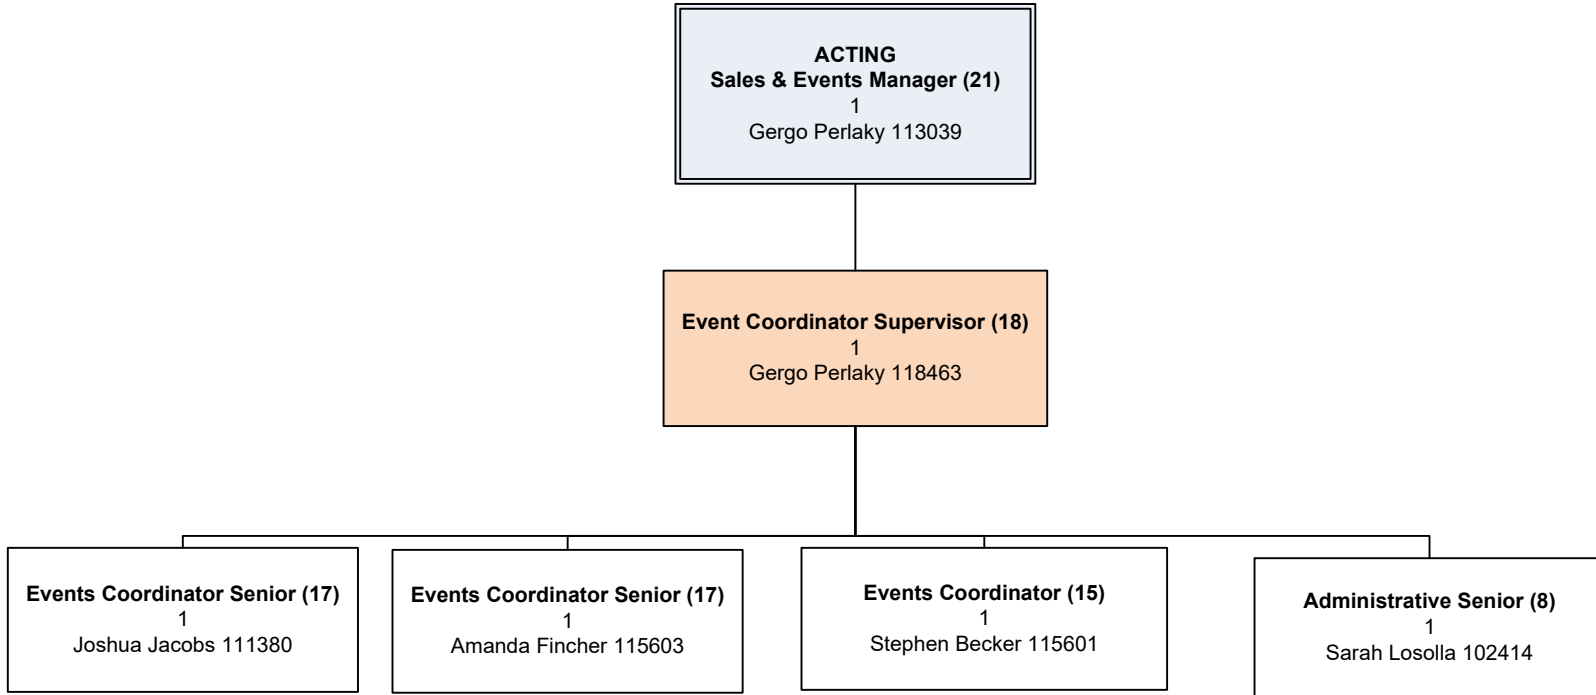 ACTING
Sales & Events Manager (21)
1
Gergo Perlaky 113039
Event Coordinator Supervisor (18)
1
Gergo Perlaky 118463
Events Coordinator Senior (17)
1
Joshua Jacobs 111380
Events Coordinator Senior (17)
1
Amanda Fincher 115603
Events Coordinator (15)
1
Stephen Becker 115601
Administrative Senior (8)
1
Sarah Losolla 102414